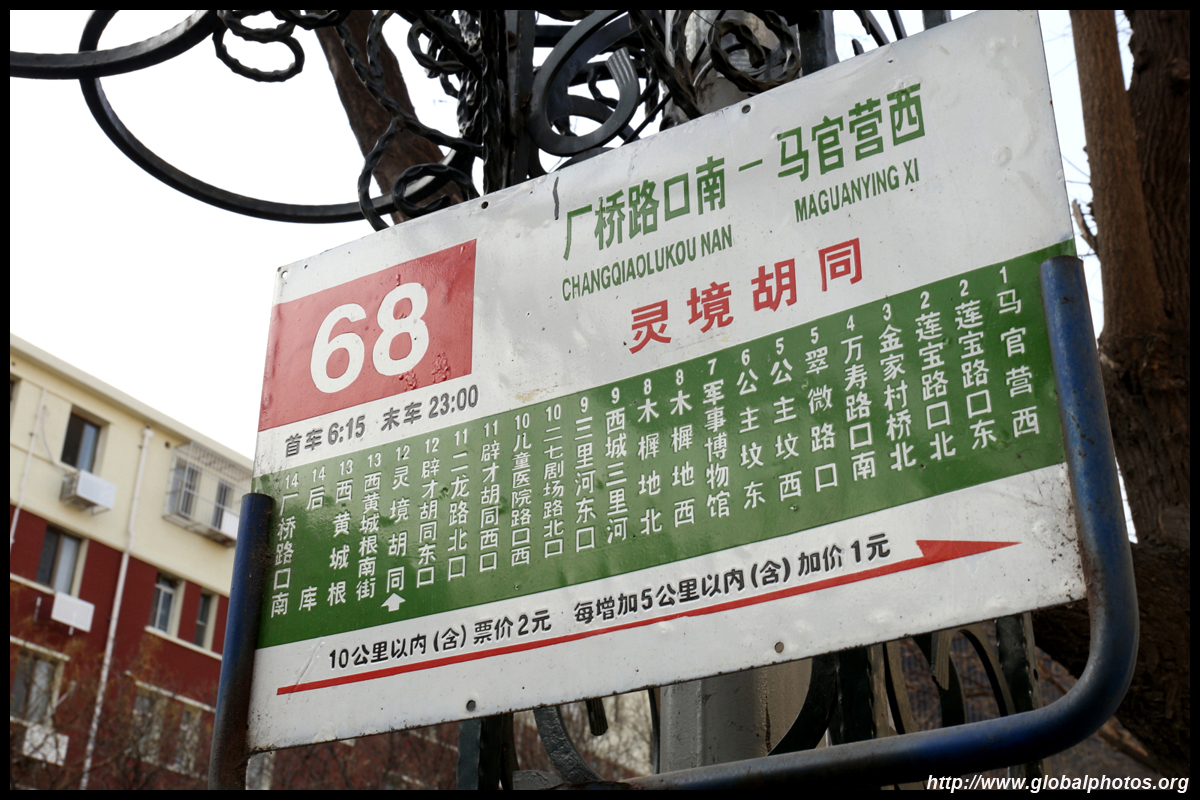 厂桥路口南 — 马官营西
CHANGQIAOLUKOU NAN MAGUANYING XI
68
灵境胡同
首车 6:15 末车 23:00
14 厂桥路口南
14 后库
13 西黄城根
13 西黄城根南街
12 灵境胡同
12 辟才胡同东口
11 二龙路北口
11 辟才胡同西口
10 儿童医院路口西
10 二七剧场路北口
9 三里河东口
9 西城三里河
8 木樨地北
8 木樨地西
7 军事博物馆
6 公主坟东
5 公主坟西
5 翠微路口
4 万寿路口南
3 金家村桥北
2 莲宝路口北
2 莲宝路口东
1 马官营西
10公里以内(含)票价2元 每增加5公里以内(含)加价1元
http://www.globalphotos.org